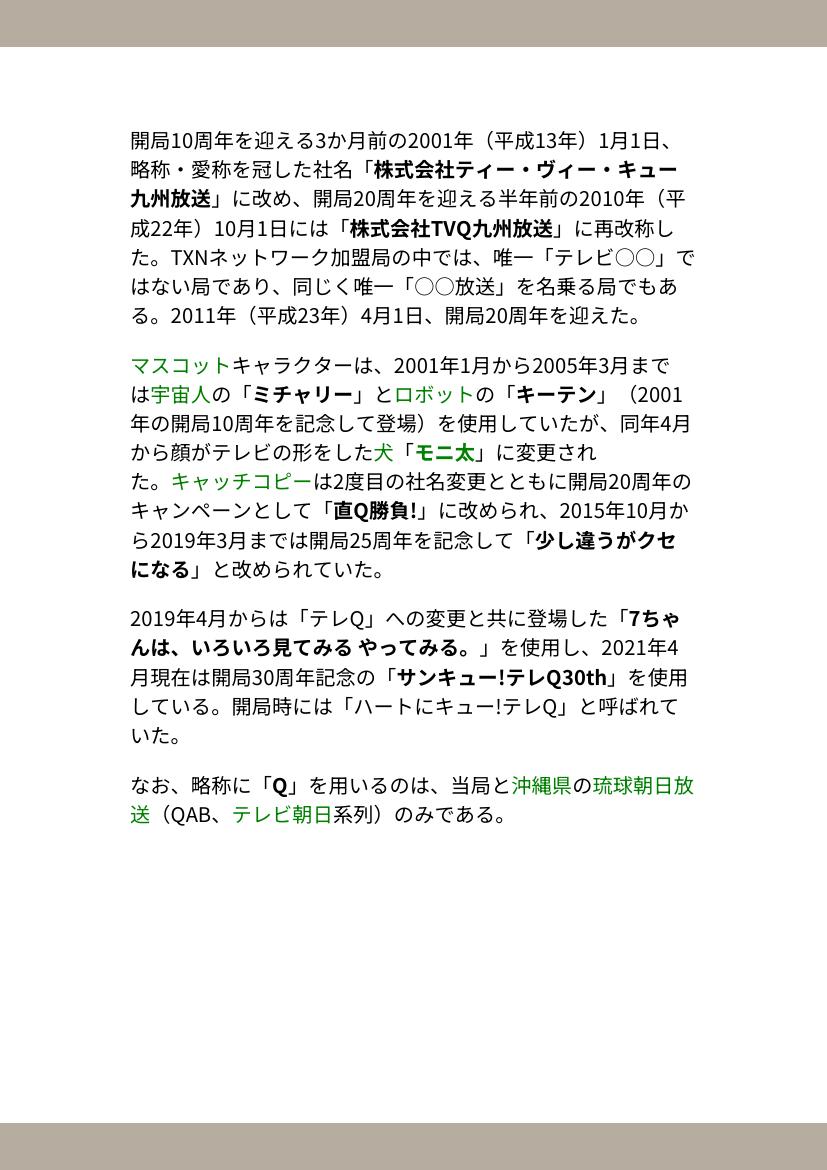 開局10周年を迎える3か月前の2001年（平成13年）1月1日、
略称・愛称を冠した社名「株式会社ティー・ヴィー・キュー
九州放送」に改め、開局20周年を迎える半年前の2010年（平
成22年）10月1日には「株式会社TVQ九州放送」に再改称し
た。TXNネットワーク加盟局の中では、唯一「テレビ○○」で
はない局であり、同じく唯一「○○放送」を名乗る局でもあ
る。2011年（平成23年）4月1日、開局20周年を迎えた。
マスコットキャラクターは、2001年1月から2005年3月まで
は宇宙人の「ミチャリー」とロボットの「キーテン」（2001
年の開局10周年を記念して登場）を使用していたが、同年4月
から顔がテレビの形をした犬「モニ太」に変更され
た。キャッチコピーは2度目の社名変更とともに開局20周年の
キャンペーンとして「直Q勝負!」に改められ、2015年10月か
ら2019年3月までは開局25周年を記念して「少し違うがクセ
になる」と改められていた。
2019年4月からは「テレQ」への変更と共に登場した「7ちゃ
んは、いろいろ見てみる やってみる。」を使用し、2021年4
月現在は開局30周年記念の「サンキュー!テレQ30th」を使用
している。開局時には「ハートにキュー!テレQ」と呼ばれて
いた。
なお、略称に「Q」を用いるのは、当局と沖縄県の琉球朝日放
送（QAB、テレビ朝日系列）のみである。